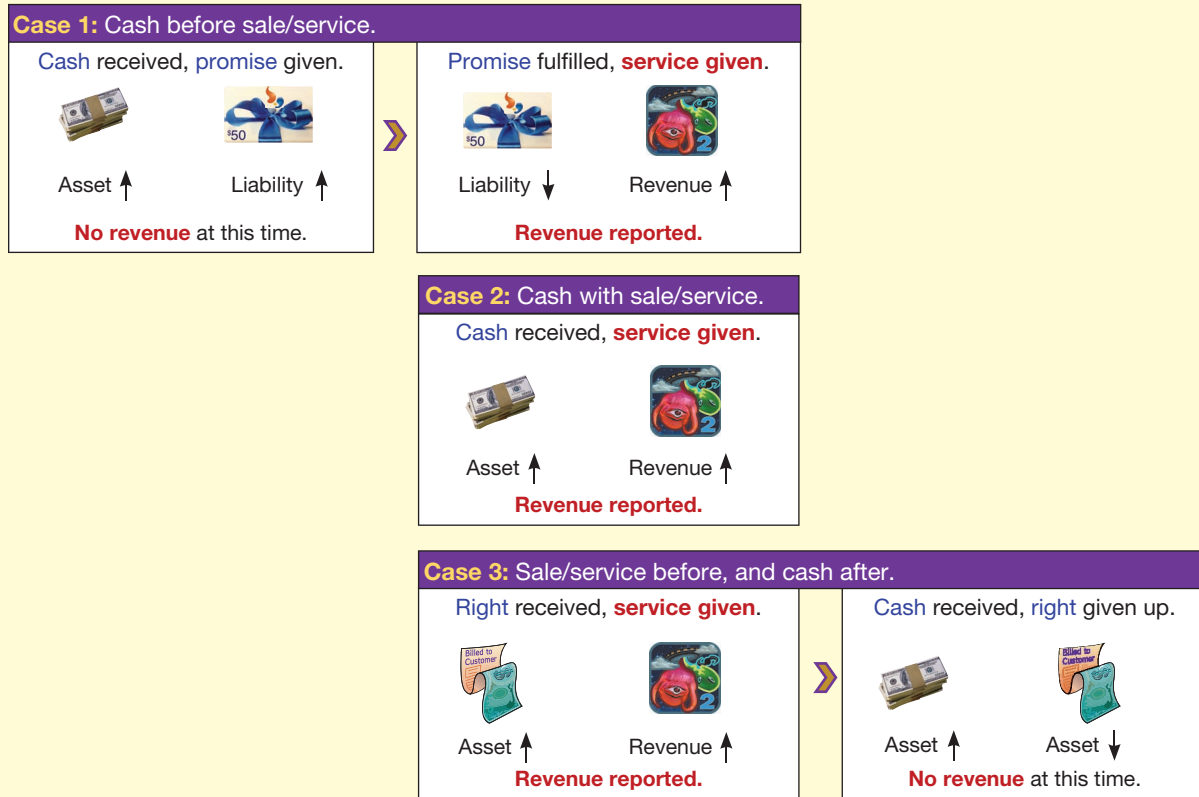 Case 1: Cash before sale/service.
Cash received, promise given.
$50
Asset
Liability
No revenue at this time.
Promise fulfilled, service given.
$50
2
Liability
Revenue
Revenue reported.
Case 2: Cash with sale/service.
Cash received, service given.
2
Asset
Revenue
Revenue reported.
Case 3: Sale/service before, and cash after.
Right received, service given.
Billed to
Customer
2
Asset
Revenue
Revenue reported.
Cash received, right given up.
Billed to
Customer
Asset
Asset
No revenue at this time.